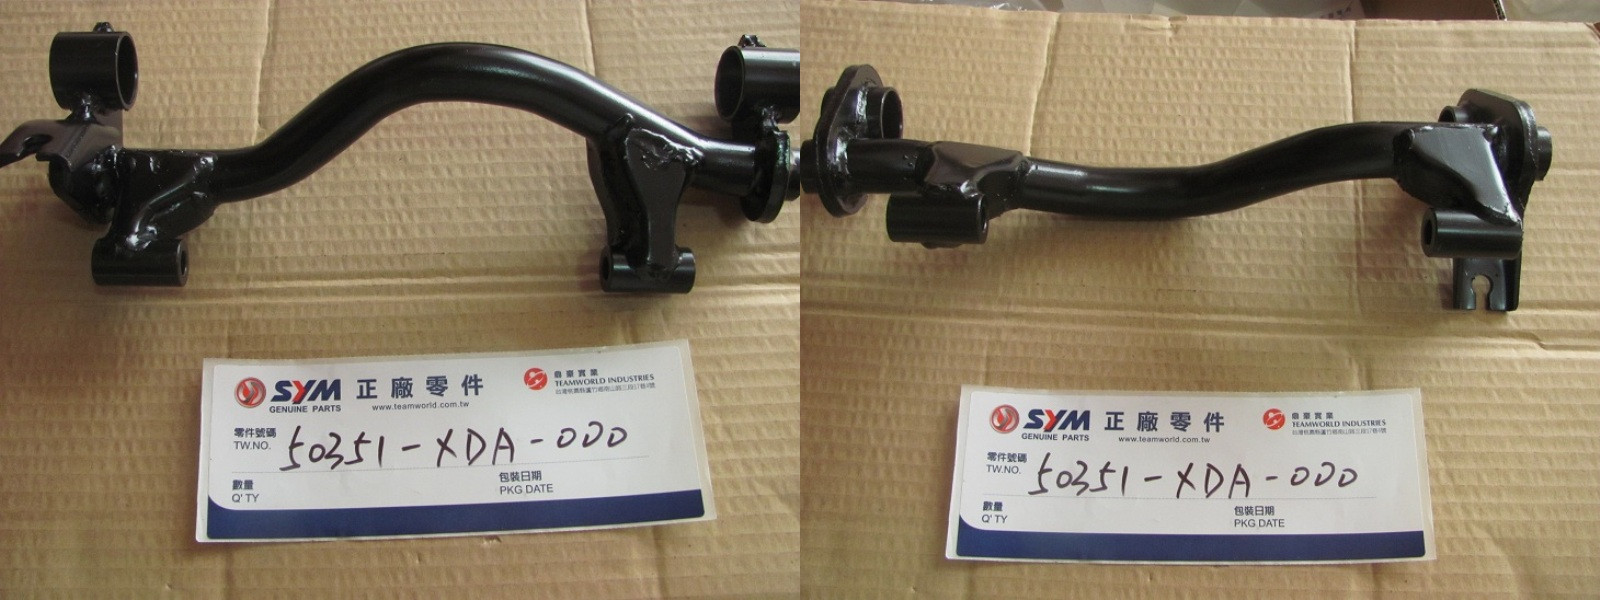 SYM 正廠零件
GENUINE PARTS
www.teamworld.com.tw
TEAMWORLD INDUSTRIES
零件號碼
TW.NO.
50351-XDA-000
數量
Q'TY
包裝日期
PKG DATE
SYM 正廠零件
GENUINE PARTS
www.teamworld.com.tw
TEAMWORLD INDUSTRIES
零件號碼
TW.NO.
50351-XDA-000
數量
Q'TY
包裝日期
PKG DATE